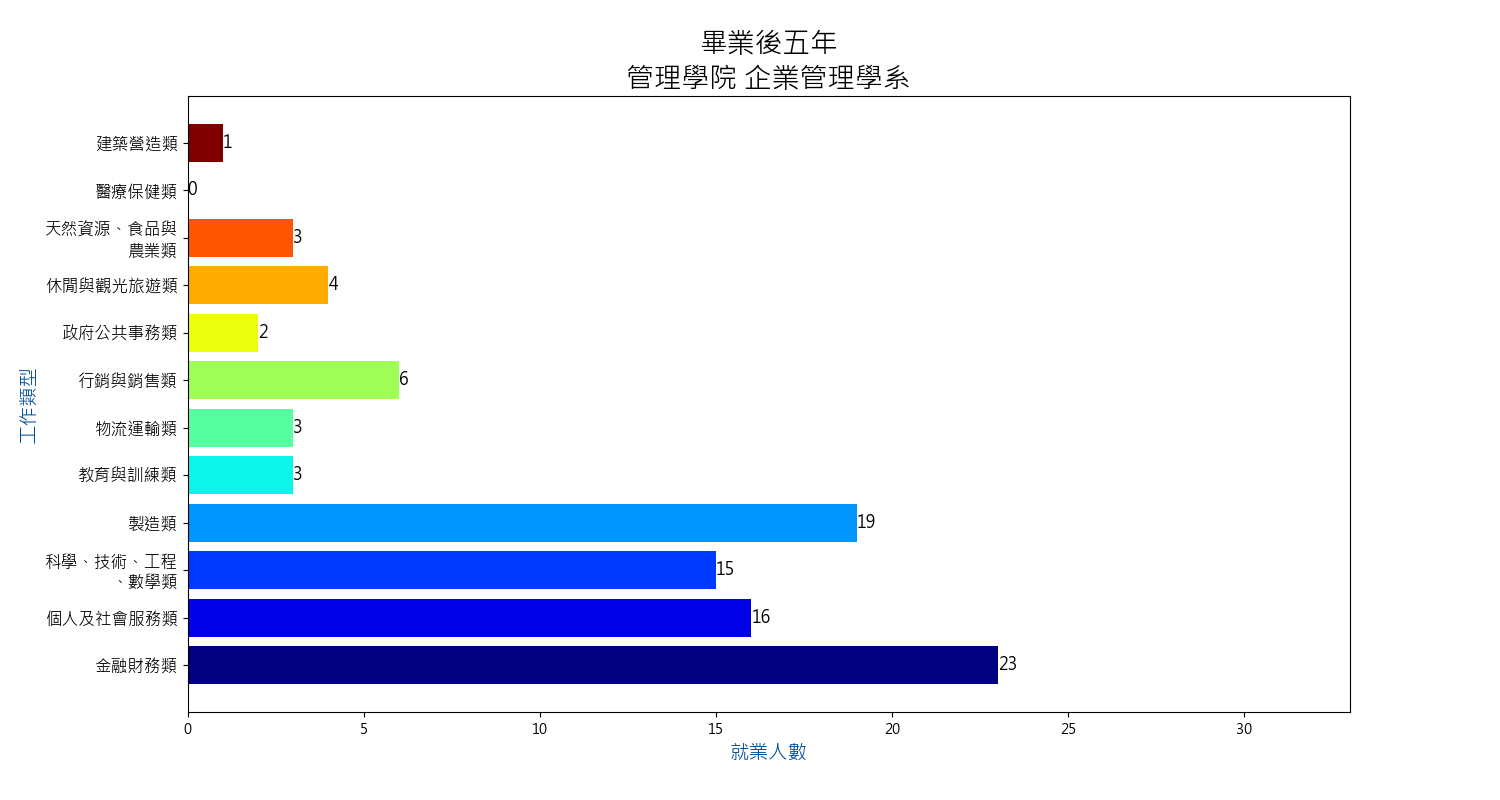 畢業後五年
管理學院 企業管理學系
建築營造類
1
醫療保健類
0
天然資源、食品與
農業類
3
休閒與觀光旅遊類
4
政府公共事務類
2
行銷與銷售類
6
物流運輸類
3
教育與訓練類
3
製造類
19
科學、技術、工程
、數學類
15
個人及社會服務類
16
金融財務類
23
工作類型
0 5 10 15 20 25 30
就業人數